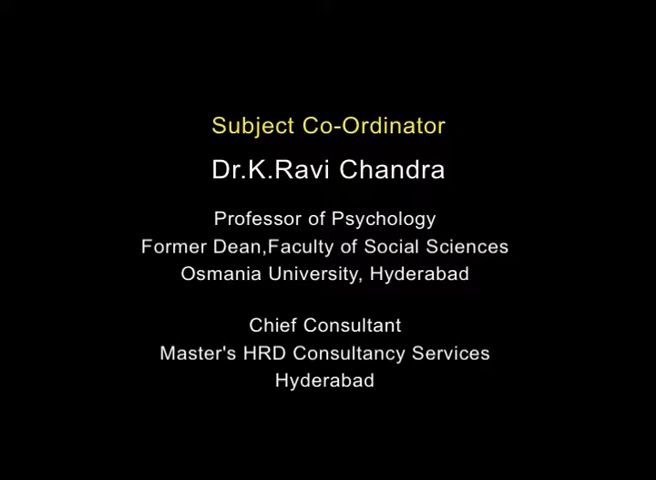 Subject Co-Ordinator
Dr.K.Ravi Chandra
Professor of Psychology
Former Dean,Faculty of Social Sciences
Osmania University, Hyderabad
Chief Consultant
Master's HRD Consultancy Services
Hyderabad